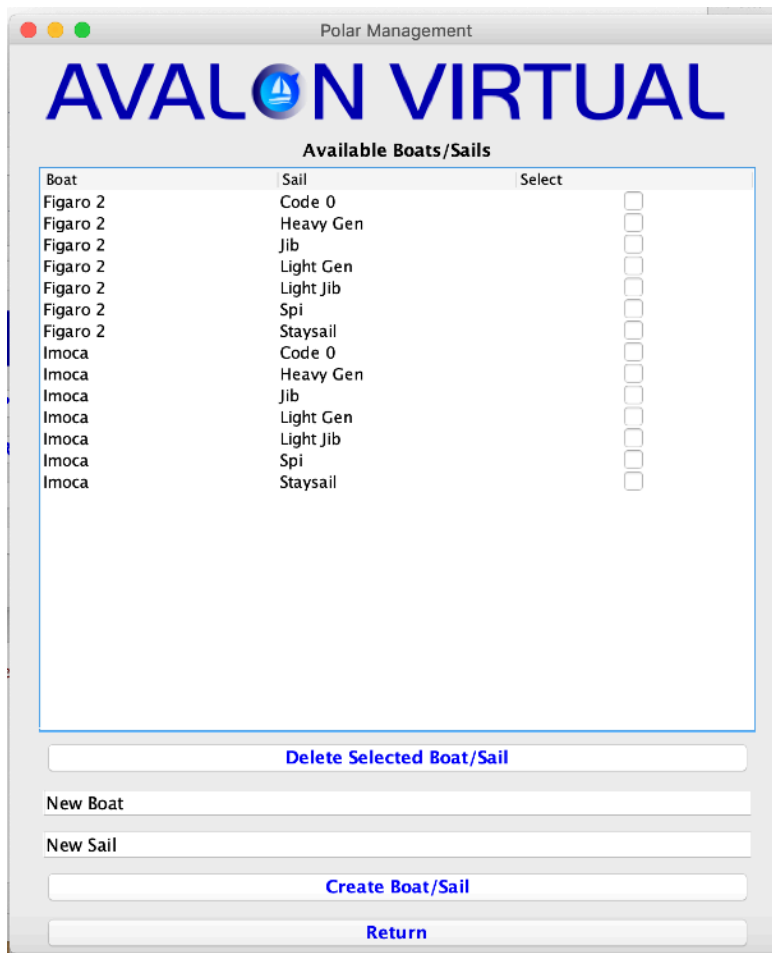 Polar Management
AVALON VIRTUAL
Available Boats/Sails
Boat Sail Select
Figaro 2 Code 0
Figaro 2 Heavy Gen
Figaro 2 Jib
Figaro 2 Light Gen
Figaro 2 Light Jib
Figaro 2 Spi
Figaro 2 Staysail
Imoca Code 0
Imoca Heavy Gen
Imoca Jib
Imoca Light Gen
Imoca Light Jib
Imoca Spi
Imoca Staysail
Delete Selected Boat/Sail
New Boat
New Sail
Create Boat/Sail
Return